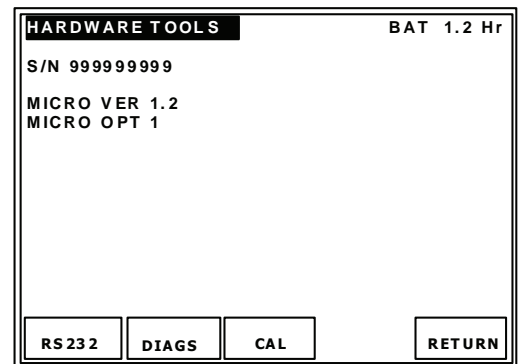 HARDWARE TOOLS BAT 1.2 Hr
S/N 999999999
MICRO VER 1.2
MICRO OPT 1
RS232 DIAGS CAL RETURN